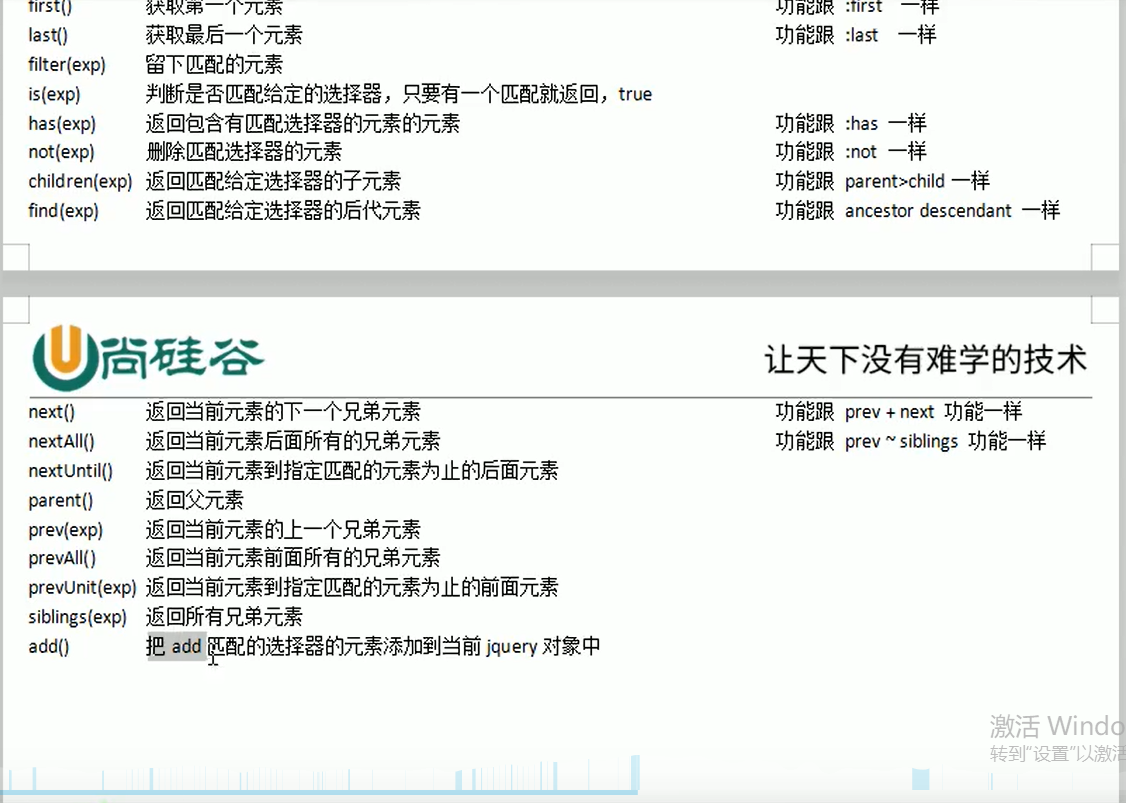 first() 获取第一个元素 功能跟 :first 一样
last() 获取最后一个元素 功能跟 :last 一样
filter(exp) 留下匹配的元素
is(exp) 判断是否匹配给定的选择器，只要有一个匹配就返回，true
has(exp) 返回包含有匹配选择器的元素的元素 功能跟 :has 一样
not(exp) 删除匹配选择器的元素 功能跟 :not 一样
children(exp) 返回匹配给定选择器的子元素 功能跟 parent>child 一样
find(exp) 返回匹配给定选择器的后代元素 功能跟 ancestor descendant 一样
尚硅谷 让天下没有难学的技术
next() 返回当前元素的下一个兄弟元素 功能跟 prev + next 功能一样
nextAll() 返回当前元素后面所有的兄弟元素 功能跟 prev ~ siblings 功能一样
nextUntil() 返回当前元素到指定匹配的元素为止的后面元素
parent() 返回父元素
prev(exp) 返回当前元素的上一个兄弟元素
prevAll() 返回当前元素前面所有的兄弟元素
prevUnit(exp) 返回当前元素到指定匹配的元素为止的前面元素
siblings(exp) 返回所有兄弟元素
add() 把 add 匹配的选择器的元素添加到当前 jquery 对象中
激活 Windo
转到“设置”以激活